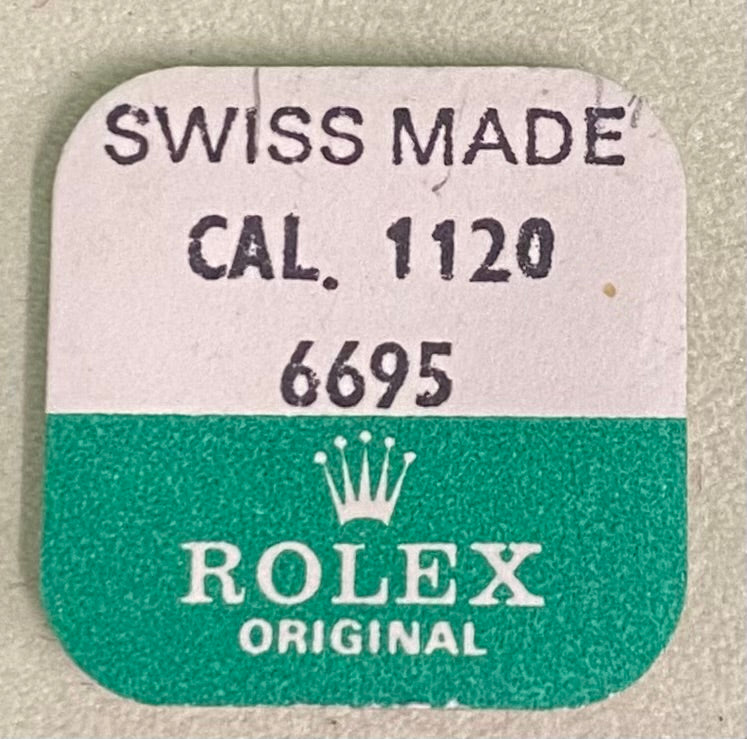 SWISS MADE
CAL. 1120
6695
ROLEX
ORIGINAL